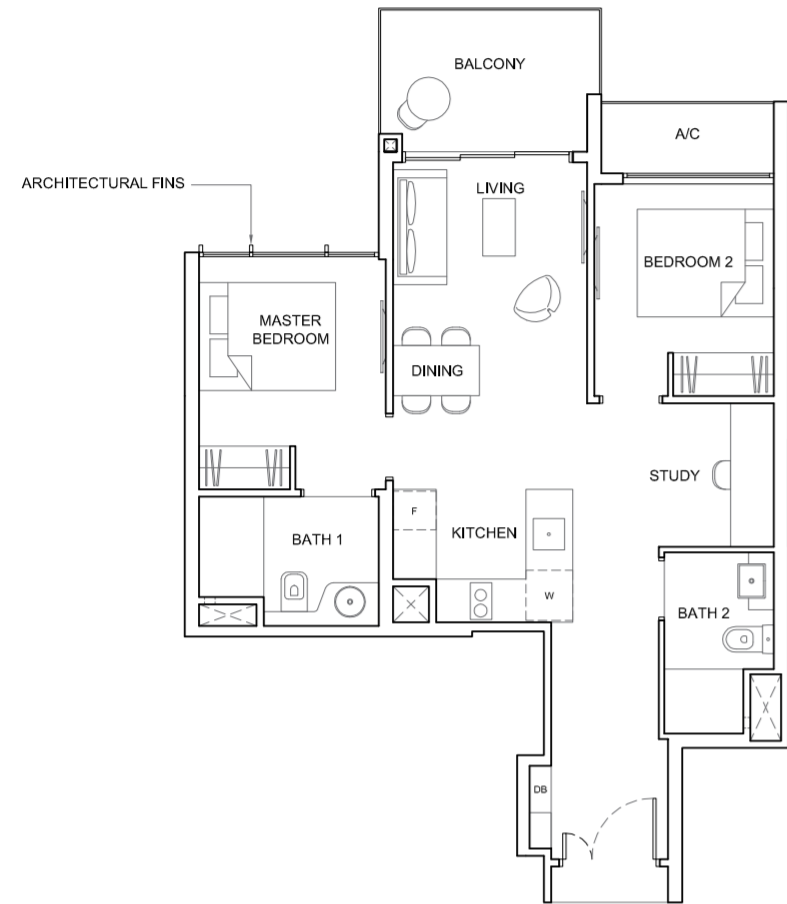 BALCONY
A/C
ARCHITECTURAL FINS
LIVING
BEDROOM 2
MASTER
BEDROOM
DINING
STUDY
F
KITCHEN
BATH 1
W
BATH 2
DB